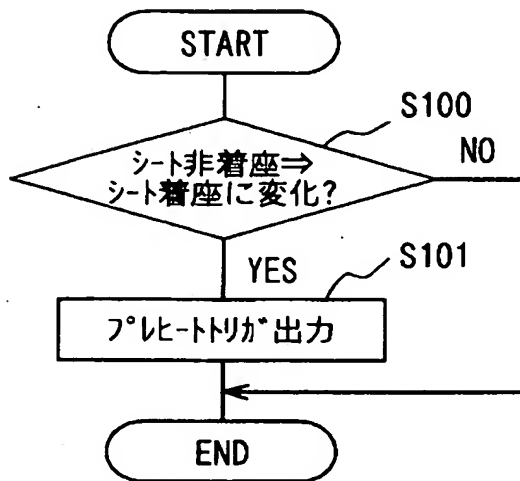 START
S100
シート非着座⇒
シート着座に変化?
NO
YES
S101
プレヒートトリガ出力
END